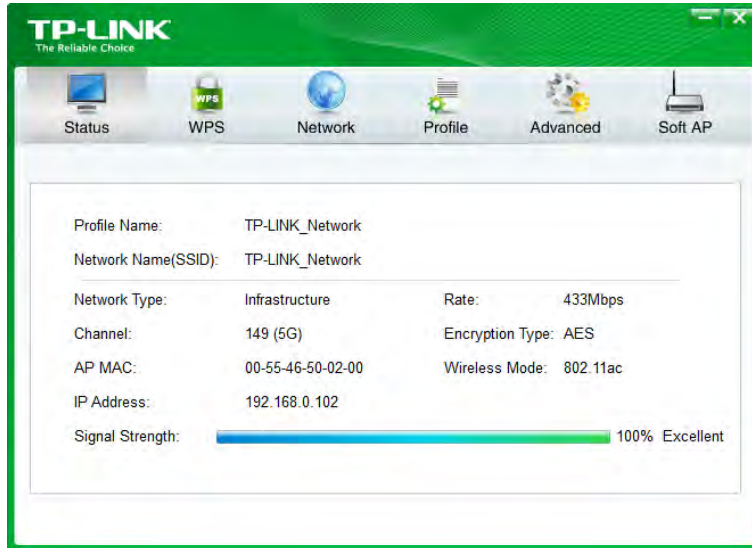 TP-LINK
The Reliable Choice
Status WPS Network Profile Advanced Soft AP
WPS
Profile Name: TP-LINK_Network
Network Name(SSID): TP-LINK_Network
Network Type: Infrastructure Rate: 433Mbps
Channel: 149 (5G) Encryption Type: AES
AP MAC: 00-55-46-50-02-00 Wireless Mode: 802.11ac
IP Address: 192.168.0.102
Signal Strength: 100% Excellent